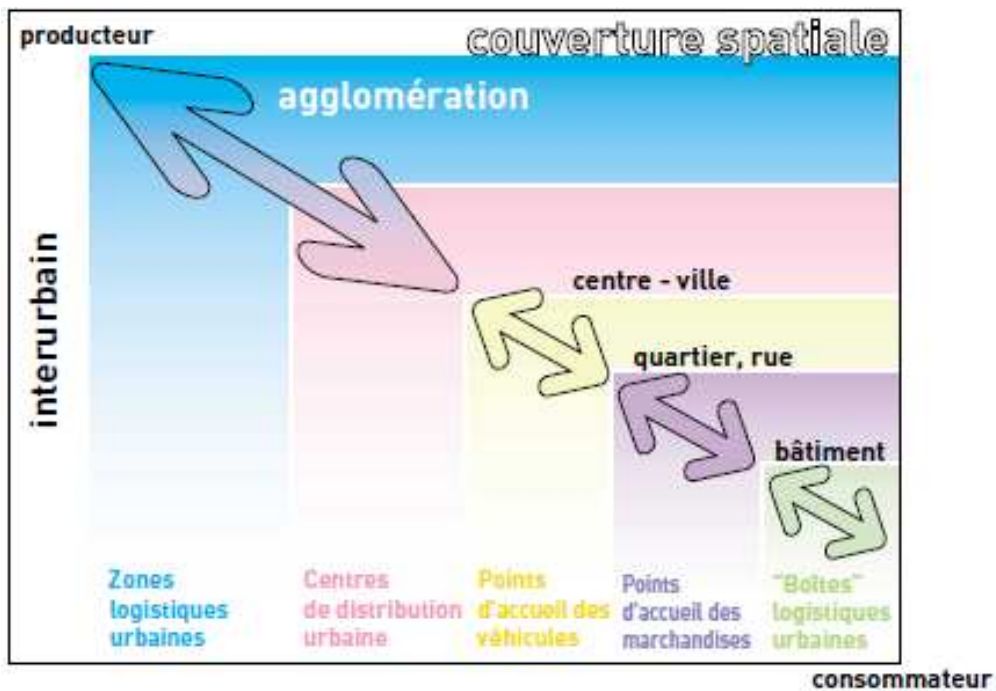 producteur
couverture spatiale
agglomération
interurbain
centre - ville
quartier, rue
bâtiment
Zones
logistiques
urbaines
Centres
de distribution
urbaine
Points
d'accueil des
véhicules
Points
d'accueil des
marchandises
"Boîtes"
logistiques
urbaines
consommateur